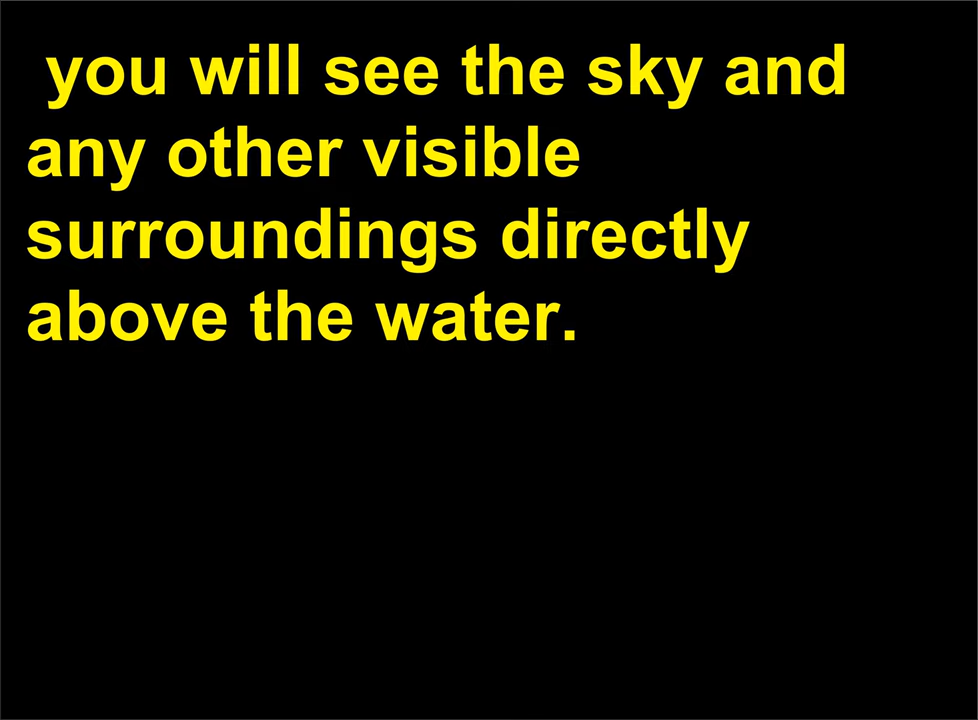 you will see the sky and
any other visible
surroundings directly
above the water.